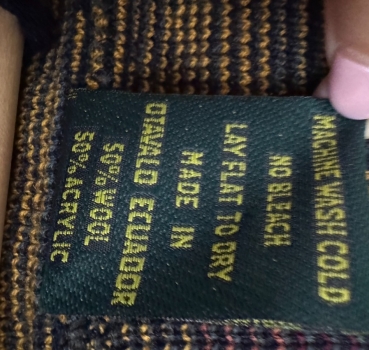 MACHINE WASH COLD
NO BLEACH
LAY FLAT TO DRY
MADE IN
OTAVALO ECUADOR
50% WOOL
50% ACRYLIC